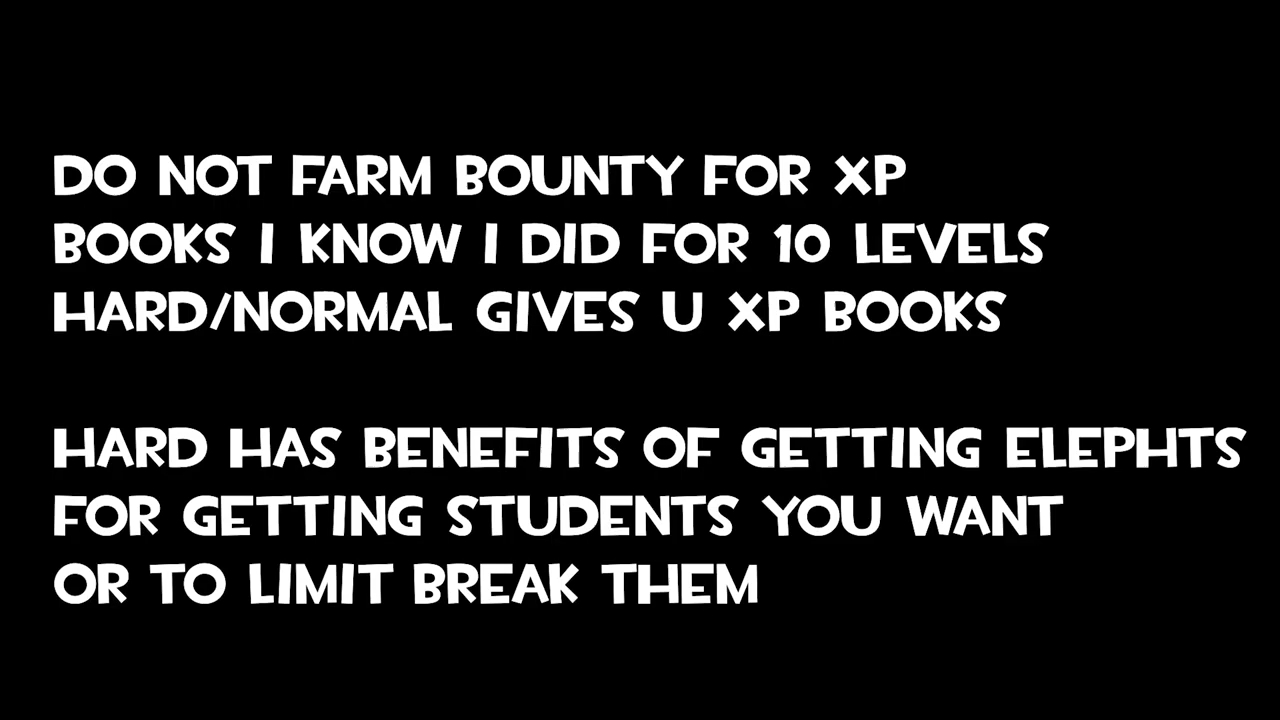 DO NOT FARM BOUNTY FOR XP
BOOKS I KNOW I DID FOR 10 LEVELS
HARD/NORMAL GIVES U XP BOOKS
HARD HAS BENEFITS OF GETTING ELEPHTS
FOR GETTING STUDENTS YOU WANT
OR TO LIMIT BREAK THEM